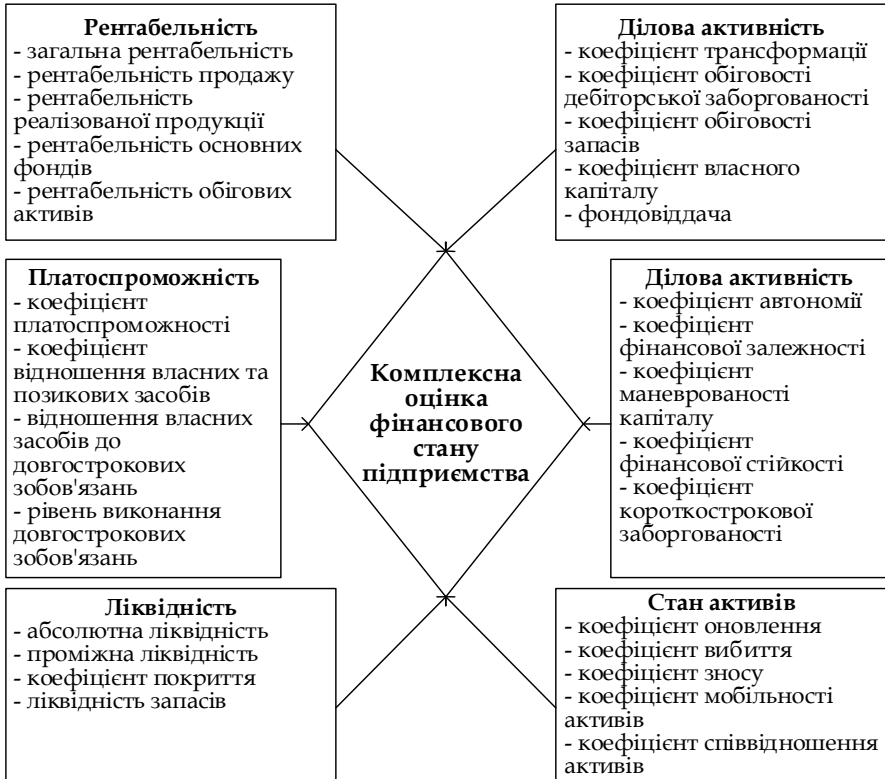 Рентабельність
- загальна рентабельність
- рентабельність продажу
- рентабельність
реалізованої продукції
- рентабельність основних
фондів
- рентабельність обігових
активів
Ділова активність
- коефіцієнт трансформації
- коефіцієнт обіговості
дебіторської заборгованості
- коефіцієнт обіговості
запасів
- коефіцієнт власного
капіталу
- фондовіддача
Платоспроможність
- коефіцієнт
платоспроможності
- коефіцієнт
відношення власних та
позикових засобів
- відношення власних
засобів до
довгострокових
зобов'язань
- рівень виконання
довгострокових
зобов'язань
Комплексна
оцінка
фінансового
стану
підприємства
Ділова активність
- коефіцієнт автономії
- коефіцієнт
фінансової залежності
- коефіцієнт
маневрованості
капіталу
- коефіцієнт
фінансової стійкості
- коефіцієнт
короткострокової
заборгованості
Ліквідність
- абсолютна ліквідність
- проміжна ліквідність
- коефіцієнт покриття
- ліквідність запасів
Стан активів
- коефіцієнт оновлення
- коефіцієнт вибиття
- коефіцієнт зносу
- коефіцієнт мобільності
активів
- коефіцієнт співвідношення
активів